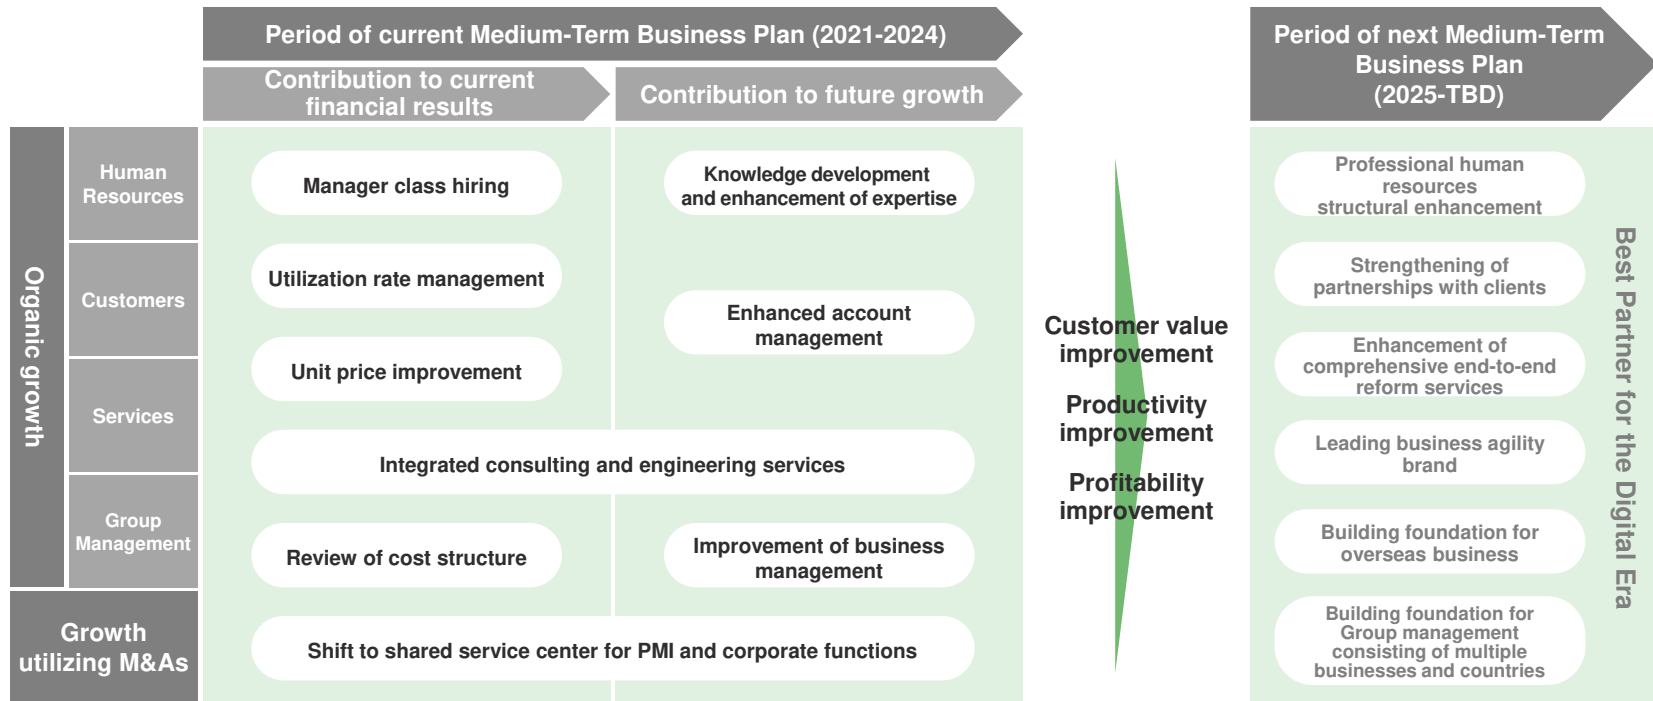 Period of current Medium-Term Business Plan (2021-2024)
Contribution to current
financial results
Contribution to future growth
Period of next Medium-Term
Business Plan
(2025-TBD)
Organic growth
Human
Resources
Customers
Services
Group
Management
Growth
utilizing M&As
Manager class hiring
Knowledge development
and enhancement of expertise
Utilization rate management
Enhanced account
management
Unit price improvement
Integrated consulting and engineering services
Review of cost structure
Improvement of business
management
Shift to shared service center for PMI and corporate functions
Customer value
improvement
Productivity
improvement
Profitability
improvement
Professional human
resources
structural enhancement
Strengthening of
partnerships with clients
Enhancement of
comprehensive end-to-end
reform services
Leading business agility
brand
Building foundation for
overseas business
Building foundation for
Group management
consisting of multiple
businesses and countries
Best Partner for the Digital Era